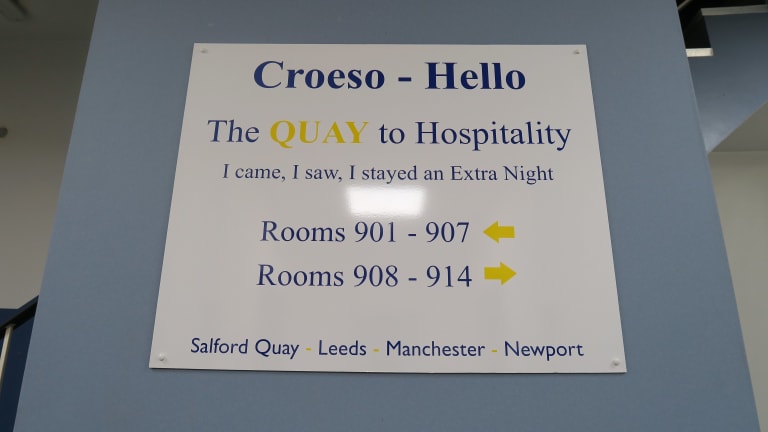 Croeso - Hello
The QUAY to Hospitality
I came, I saw, I stayed an Extra Night
Rooms 901 - 907
Rooms 908 - 914
Salford Quay - Leeds - Manchester - Newport